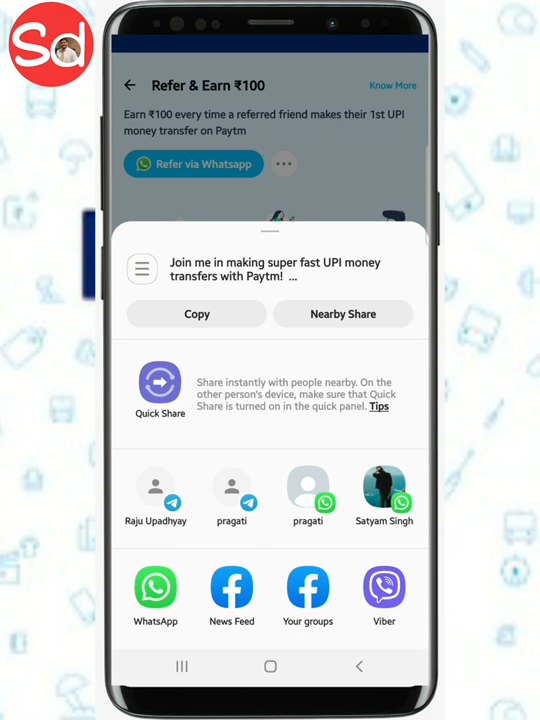 Sd
Refer & Earn ₹100
Know More
Earn ₹100 every time a referred friend makes their 1st UPI
money transfer on Paytm
Refer via Whatsapp
Join me in making super fast UPI money
transfers with Paytm! ...
Copy
Nearby Share
Quick Share
Share instantly with people nearby. On the
other person's device, make sure that Quick
Share is turned on in the quick panel. Tips
Raju Upadhyay
pragati
pragati
Satyam Singh
WhatsApp
News Feed
Your groups
Viber